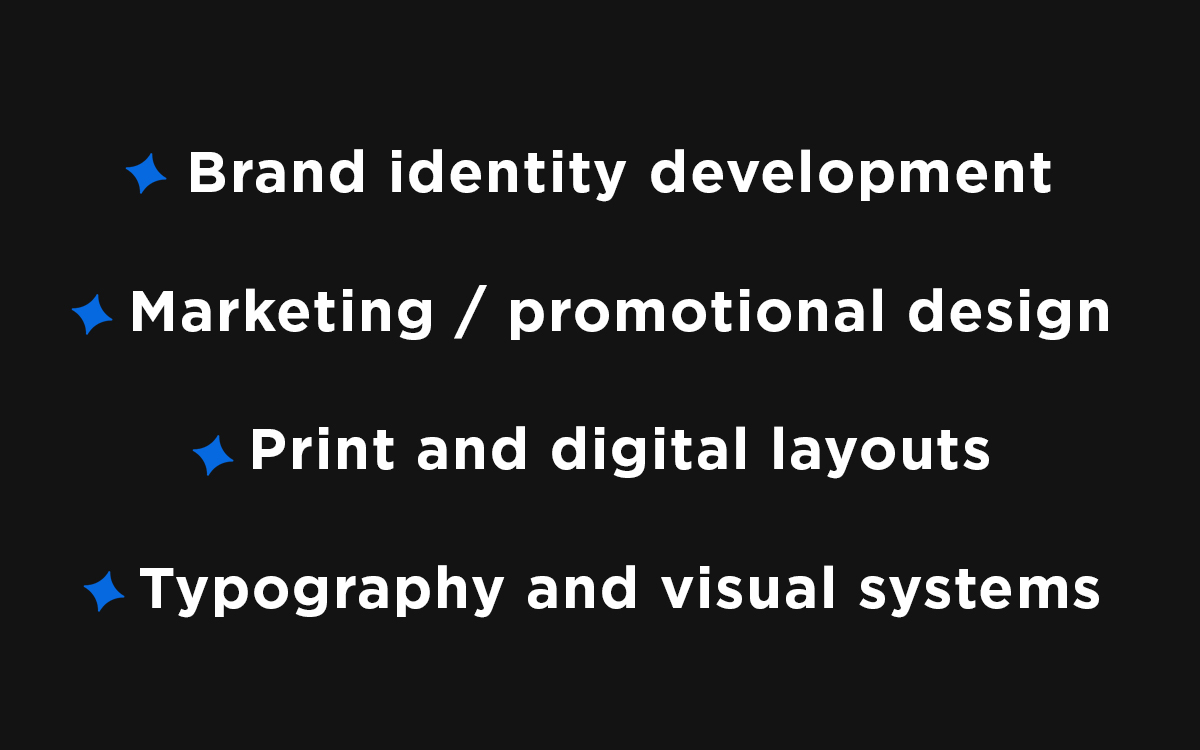 Brand identity development
Marketing / promotional design
Print and digital layouts
Typography and visual systems